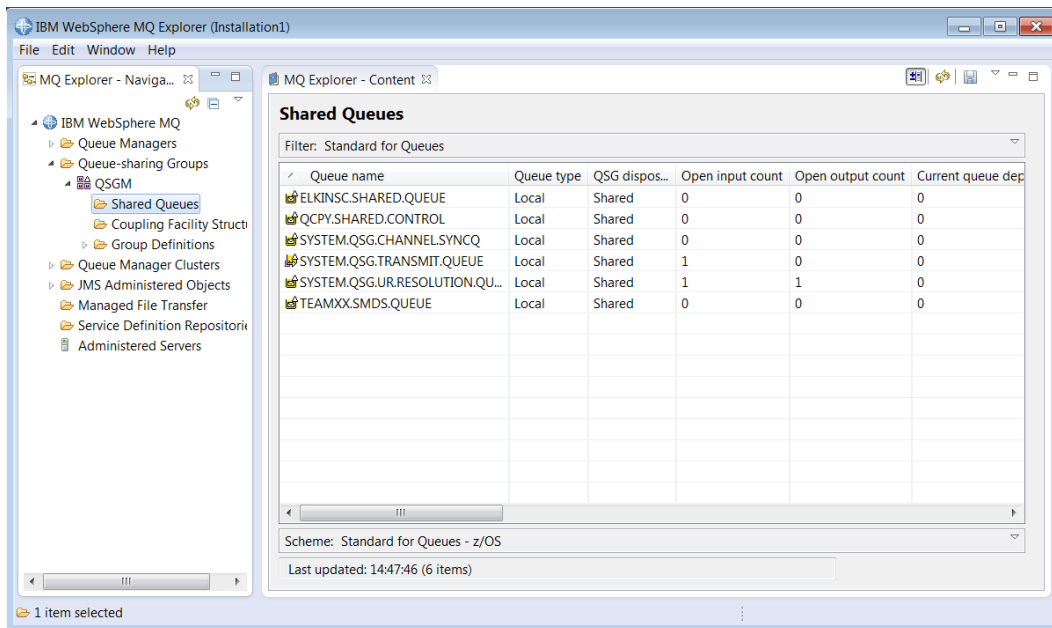 IBM WebSphere MQ Explorer (Installation1)
File Edit Window Help
MQ Explorer - Naviga...
IBM WebSphere MQ
Queue Managers
Queue-sharing Groups
QSGM
Shared Queues
Coupling Facility Struct
Group Definitions
Queue Manager Clusters
JMS Administered Objects
Managed File Transfer
Service Definition Repositorie
Administered Servers
MQ Explorer - Content
Shared Queues
Filter: Standard for Queues
Queue name Queue type QSG dispos... Open input count Open output count Current queue dep
ELKINSC.SHARED.QUEUE Local Shared 0 0 0
QCPY.SHARED.CONTROL Local Shared 0 0 0
SYSTEM.QSG.CHANNEL.SYNCQ Local Shared 0 0 0
SYSTEM.QSG.TRANSMIT.QUEUE Local Shared 1 0 0
SYSTEM.QSG.UR.RESOLUTION.QU... Local Shared 1 1 0
TEAMXX.SMDS.QUEUE Local Shared 0 0 0
Scheme: Standard for Queues - z/OS
Last updated: 14:47:46 (6 items)
1 item selected